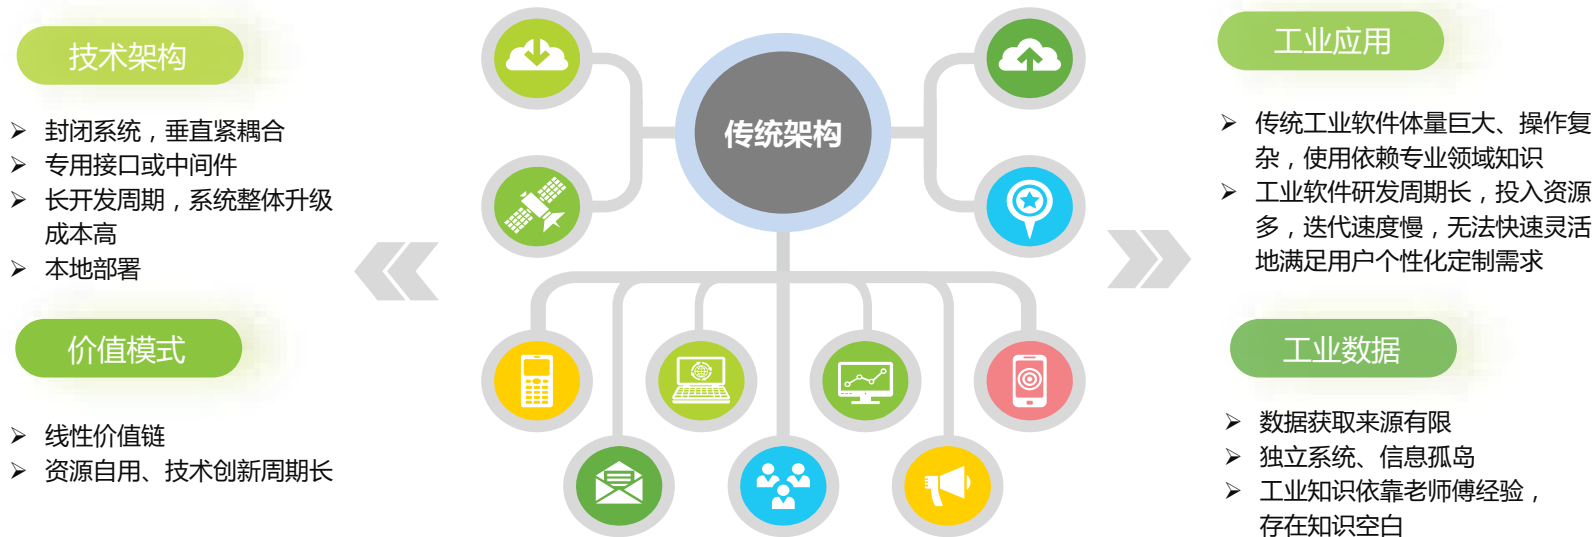 技术架构
封闭系统，垂直紧耦合
专用接口或中间件
长开发周期，系统整体升级
成本高
本地部署
价值模式
线性价值链
资源自用、技术创新周期长
传统架构
工业应用
传统工业软件体量巨大、操作复
杂，使用依赖专业领域知识
工业软件研发周期长，投入资源
多，迭代速度慢，无法快速灵活
地满足用户个性化定制需求
工业数据
数据获取来源有限
独立系统、信息孤岛
工业知识依靠老师傅经验，
存在知识空白